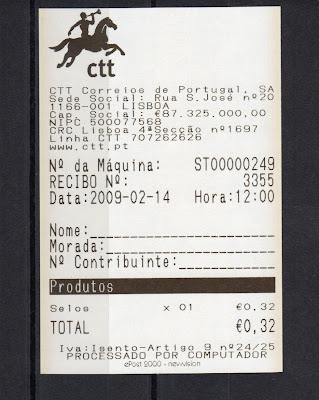 ctt
CTT Correios de Portugal, SA
Sede Social: Rua S.José nº20
1166-001 LISBOA
Cap. Social: €87.325.000,00
NIPC 500077568
CRC Lisboa 4ªSecção nº1697
Linha CTT 707262626
www.ctt.pt
Nº da Máquina: ST00000249
RECIBO Nº: 3355
Data:2009-02-14 Hora:12:00
Nome:
Morada:
Nº Contribuinte:
Produtos
Selos x 01 €0,32
TOTAL €0,32
Iva:Isento-Artigo 9 nº24/25
PROCESSADO POR COMPUTADOR
ePost 2000 - newvision